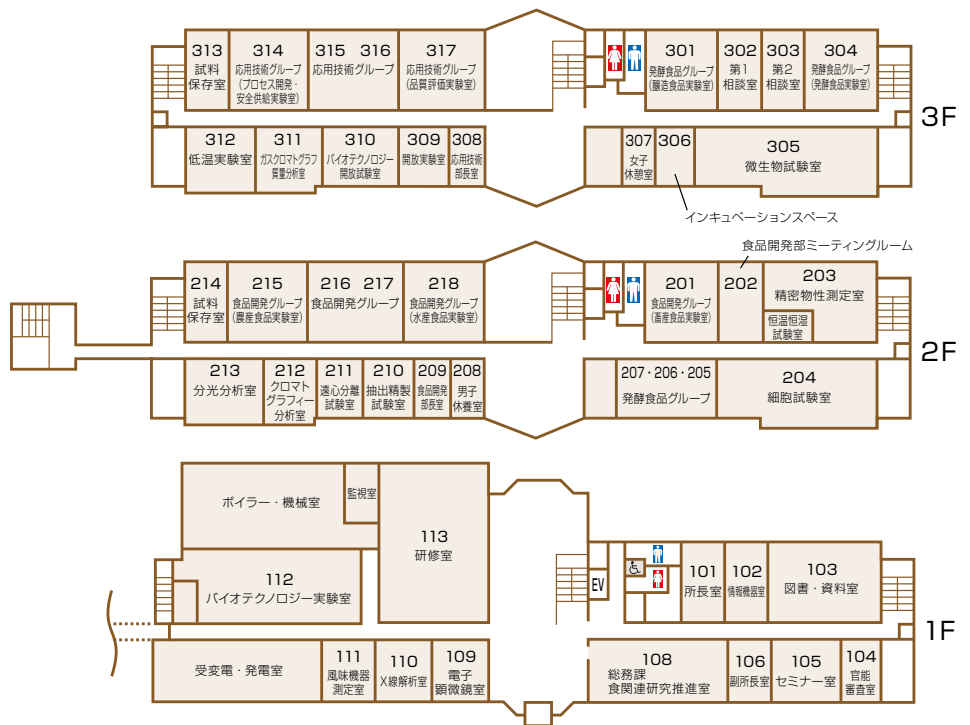 313
試料
保存室
314
応用技術グループ
(プロセス開発・
安全供給実験室)
315 316
応用技術グループ
317
応用技術グループ
(品質評価実験室)
301
発酵食品グループ
(醸造食品実験室)
302
第1
相談室
303
第2
相談室
304
発酵食品グループ
(発酵食品実験室)
3F
312
低温実験室
311
ガスクロマトグラフ
質量分析室
310
バイオテクノロジー
開放試験室
309
開放実験室
308
応用技術
部長室
307
女子
休憩室
306
305
微生物試験室
インキュベーションスペース
食品開発部ミーティングルーム
214
試料
保存室
215
食品開発グループ
(農産食品実験室)
216 217
食品開発グループ
218
食品開発グループ
(水産食品実験室)
201
食品開発グループ
(畜産食品実験室)
202
203
精密物性測定室
恒温恒湿
試験室
2F
213
分光分析室
212
クロマト
グラフィー
分析室
211
遠心分離
試験室
210
抽出精製
試験室
209
食品開発
部長室
208
男子
休養室
207・206・205
発酵食品グループ
204
細胞試験室
ボイラー・機械室
監視室
113
研修室
112
バイオテクノロジー実験室
EV
101
所長室
102
情報機器室
103
図書・資料室
1F
受変電・発電室
111
風味機器
測定室
110
X線解析室
109
電子
顕微鏡室
108
総務課
食関連研究推進室
106
副所長室
105
セミナー室
104
官能
審査室